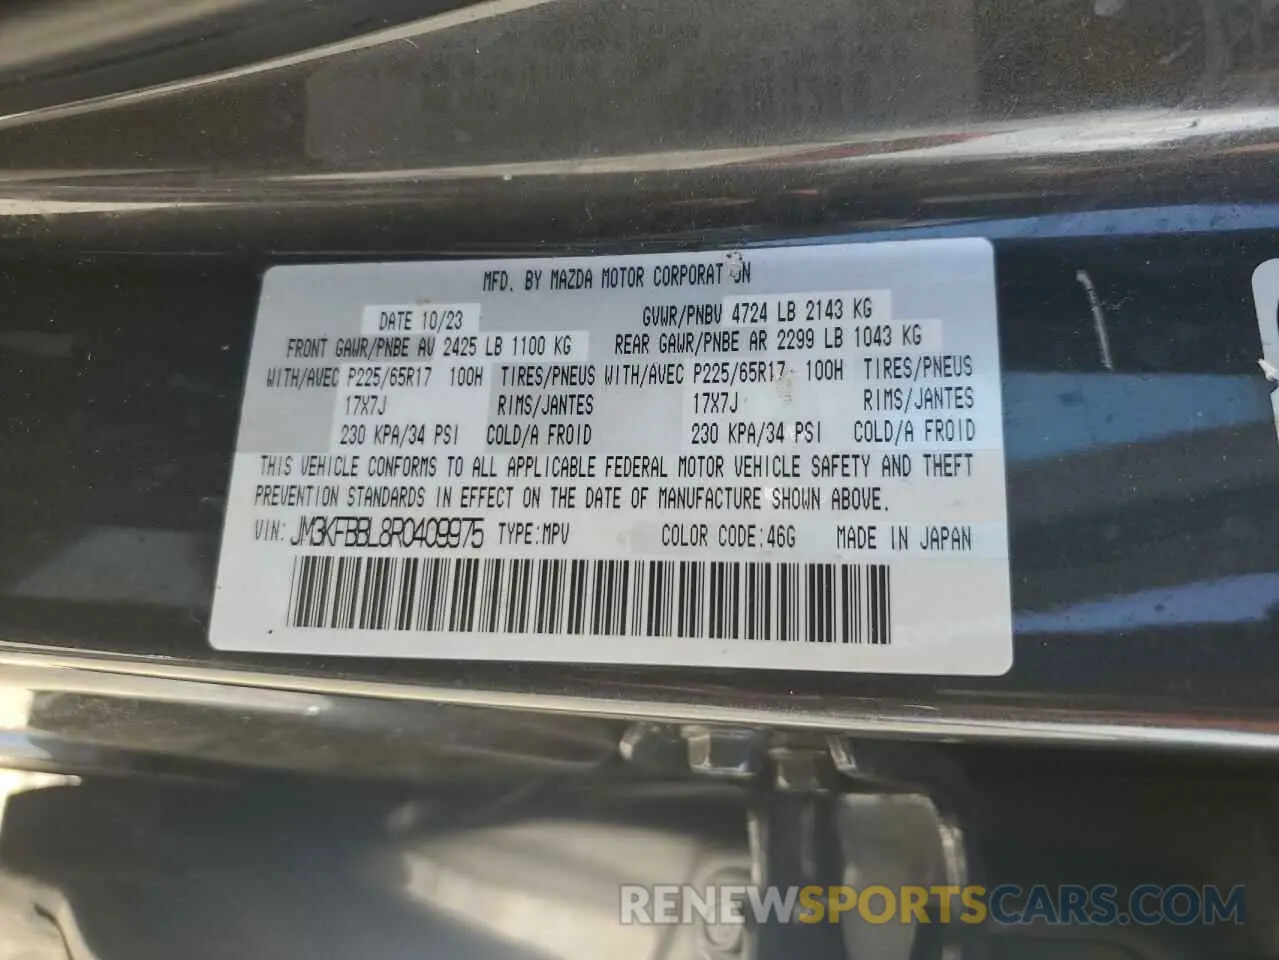 MFD. BY MAZDA MOTOR CORPORATION
DATE 10/23 GVWR/PNBV 4724 LB 2143 KG
FRONT GAWR/PNBE AV 2425 LB 1100 KG REAR GAWR/PNBE AR 2299 LB 1043 KG
WITH/AVEC P225/65R17 100H TIRES/PNEUS WITH/AVEC P225/65R17 100H TIRES/PNEUS
17X7J RIMS/JANTES 17X7J RIMS/JANTES
230 KPA/34 PSI COLD/A FROID 230 KPA/34 PSI COLD/A FROID
THIS VEHICLE CONFORMS TO ALL APPLICABLE FEDERAL MOTOR VEHICLE SAFETY AND THEFT
PREVENTION STANDARDS IN EFFECT ON THE DATE OF MANUFACTURE SHOWN ABOVE.
VIN: JM3KFBBL8R0409975 TYPE:MPV COLOR CODE:46G MADE IN JAPAN
RENEWSPORTSCARS.COM